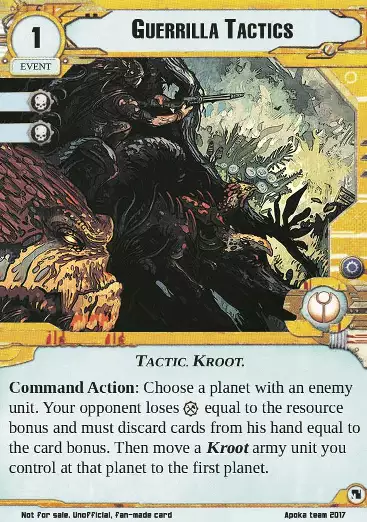 1
EVENT
GUERRILLA TACTICS
TACTIC. KROOT.
Command Action: Choose a planet with an enemy
unit. Your opponent loses equal to the resource
bonus and must discard cards from his hand equal to
the card bonus. Then move a Kroot army unit you
control at that planet to the first planet.
Not for sale. Unofficial, fan-made card
Apoka team 2017